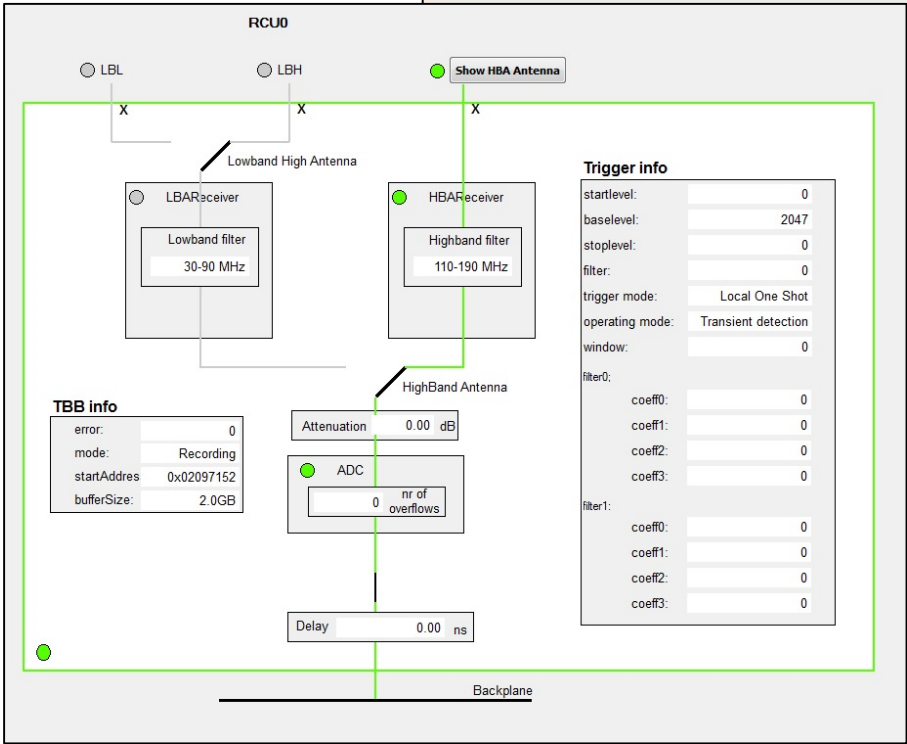 RCU0
LBL
LBH
Show HBA Antenna
X
X
X
Lowband High Antenna
LBAReceiver
Lowband filter
30-90 MHz
HBAReceiver
Highband filter
110-190 MHz
HighBand Antenna
TBB info
error: 0
mode: Recording
startAddres 0x02097152
bufferSize: 2.0GB
Attenuation 0.00 dB
ADC
0 nr of
overflows
Delay 0.00 ns
Backplane
Trigger info
startlevel: 0
baselevel: 2047
stoplevel: 0
filter: 0
trigger mode: Local One Shot
operating mode: Transient detection
window: 0
filter0;
coeff0: 0
coeff1: 0
coeff2: 0
coeff3: 0
filter1:
coeff0: 0
coeff1: 0
coeff2: 0
coeff3: 0